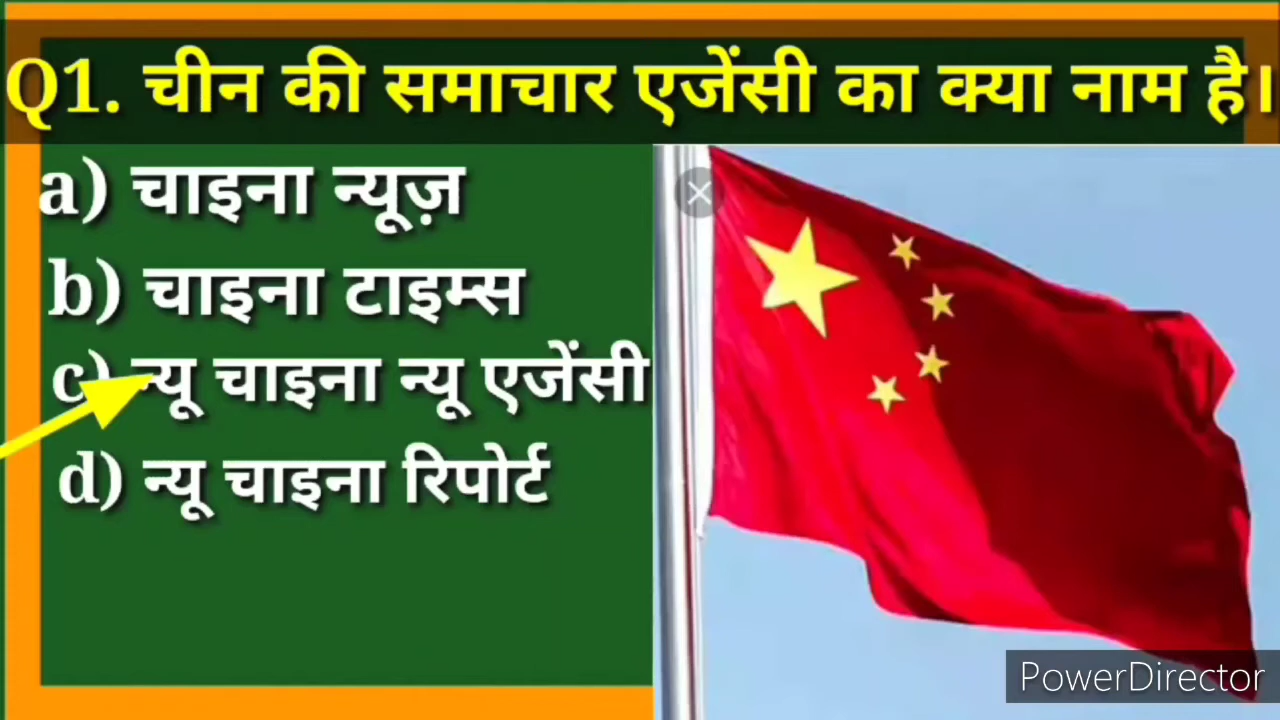 Q1. चीन की समाचार एजेंसी का क्या नाम है।
a) चाइना न्यूज़
b) चाइना टाइम्स
c) न्यू चाइना न्यू एजेंसी
d) न्यू चाइना रिपोर्ट
PowerDirector